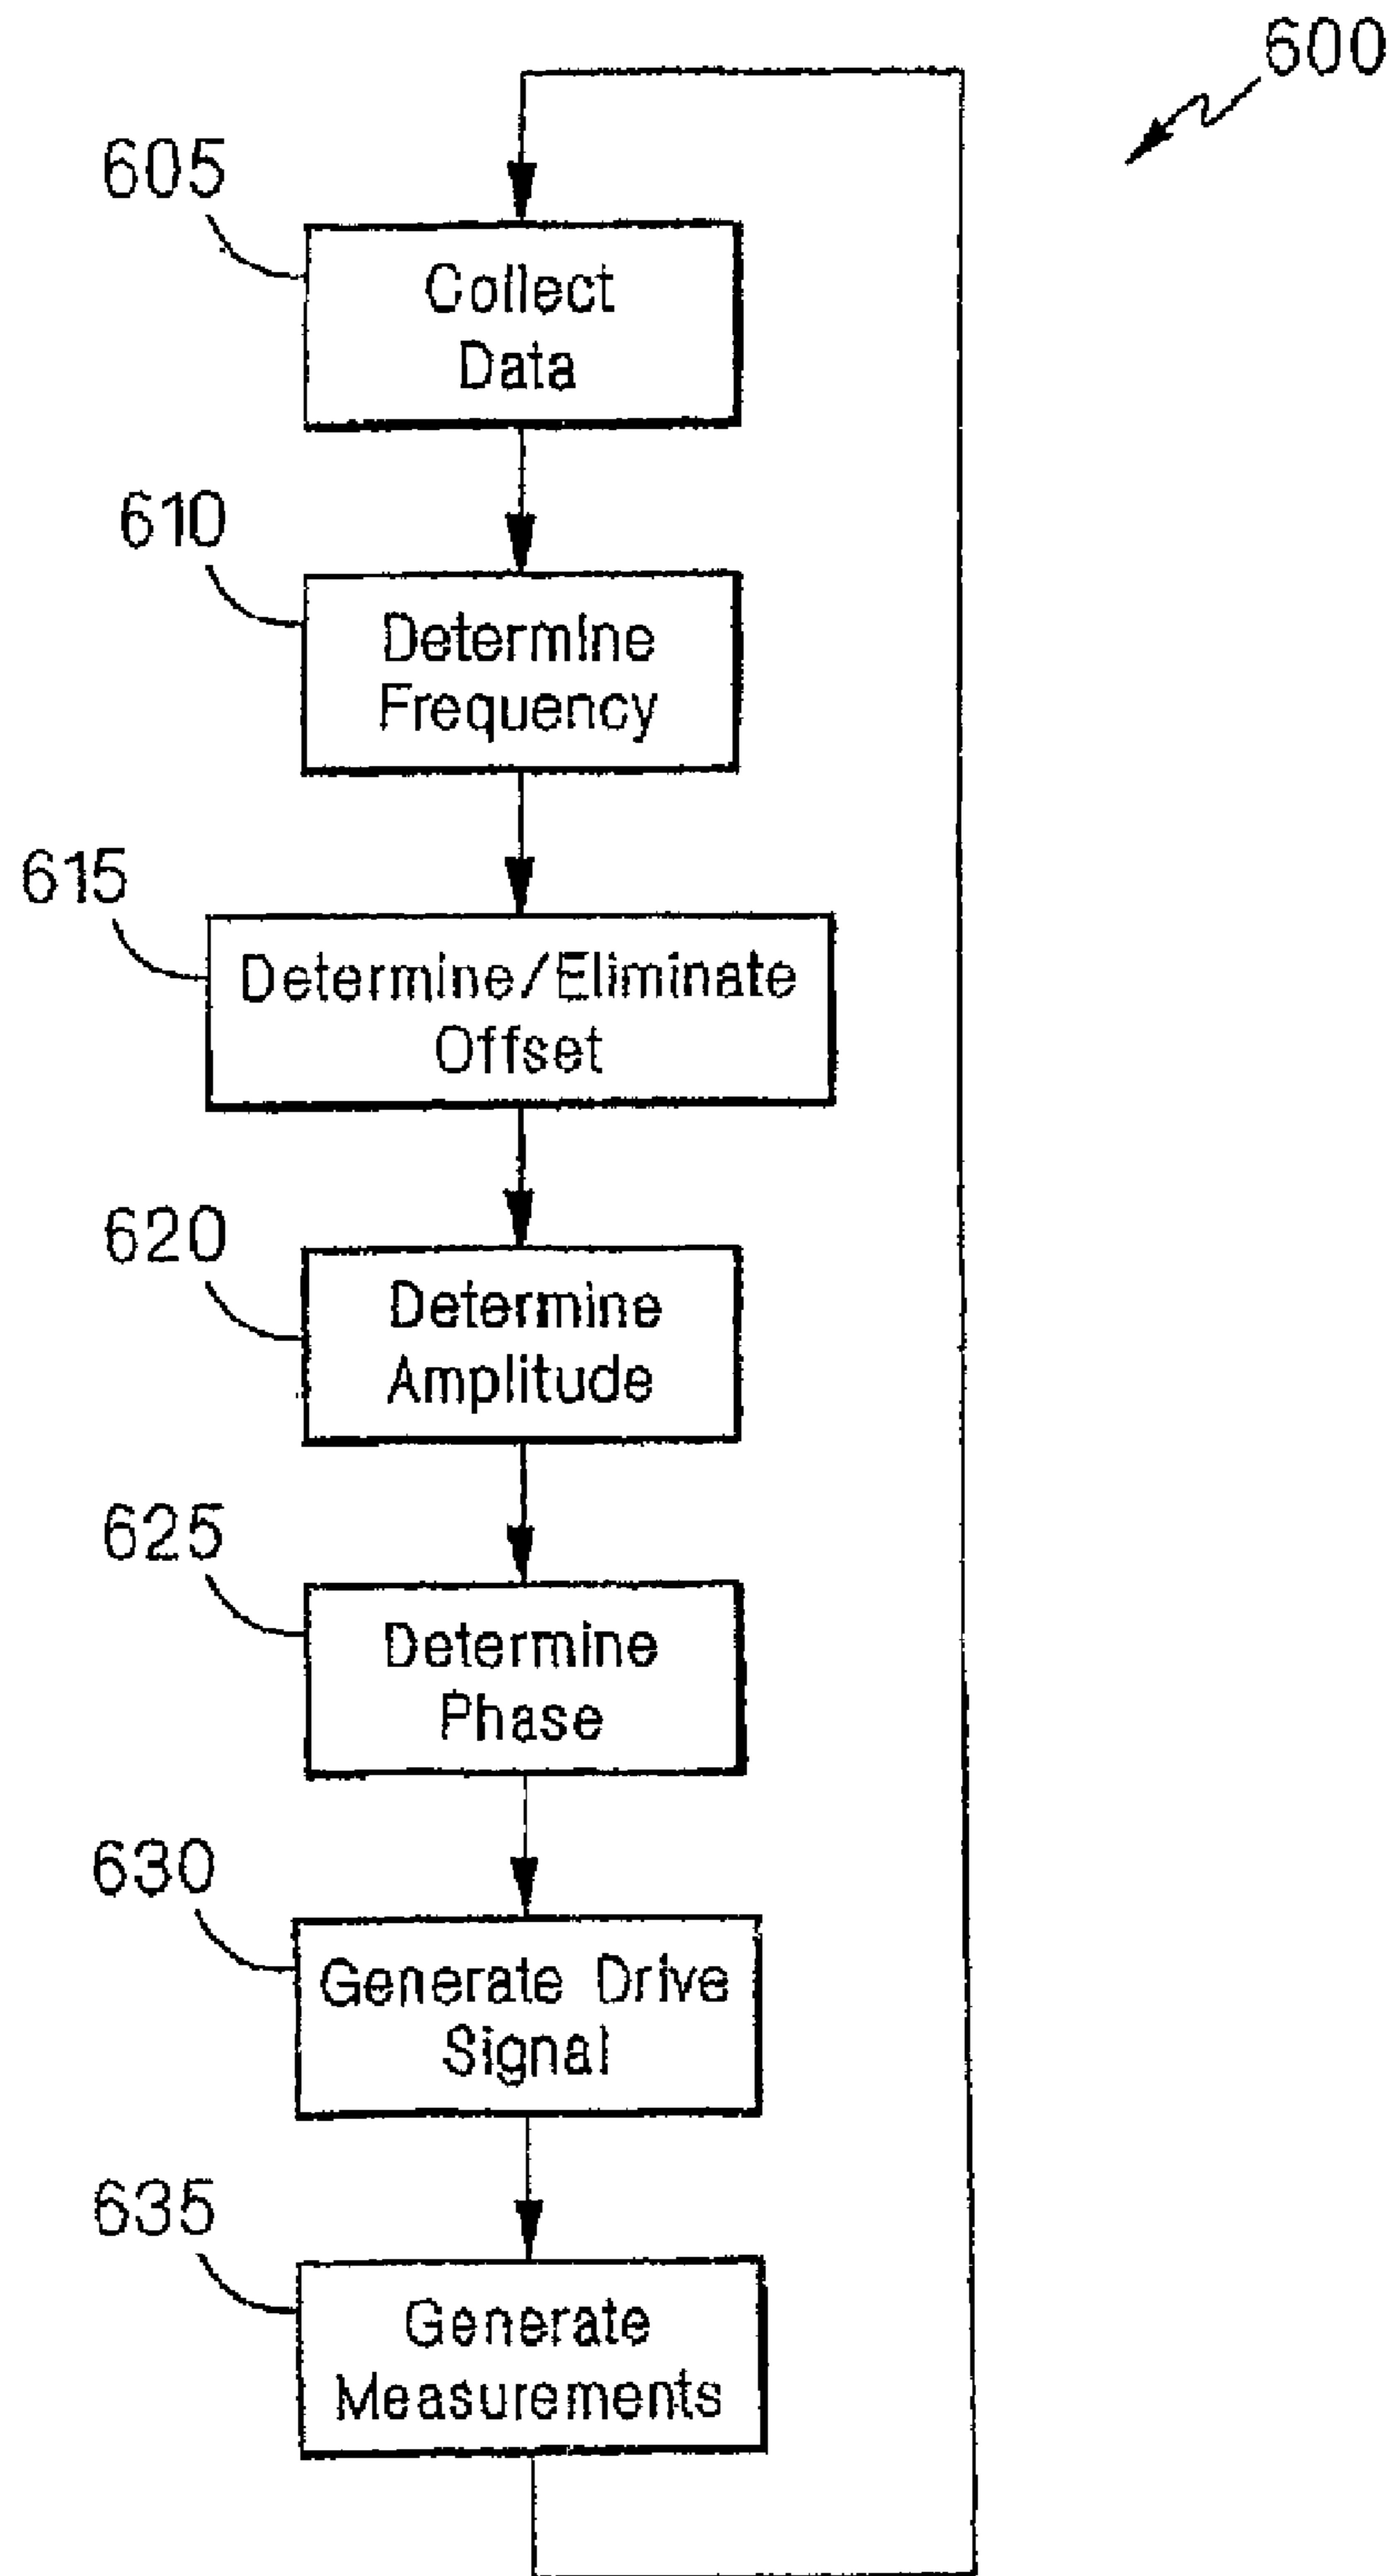 600
605
Collect
Data
610
Determine
Frequency
615
Determine/Eliminate
Offset
620
Determine
Amplitude
625
Determine
Phase
630
Generate Drive
Signal
635
Generate
Measurements